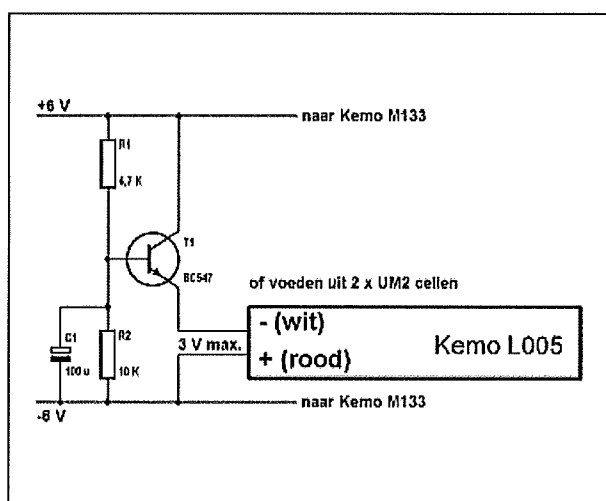 +6 V
naar Kemo M133
R1
4,7 K
T1
BC547
of voeden uit 2 x UM2 cellen
- (wit)
3 V max.
+ (rood)
Kemo L005
C1
100 u
R2
10 K
-6 V
naar Kemo M133